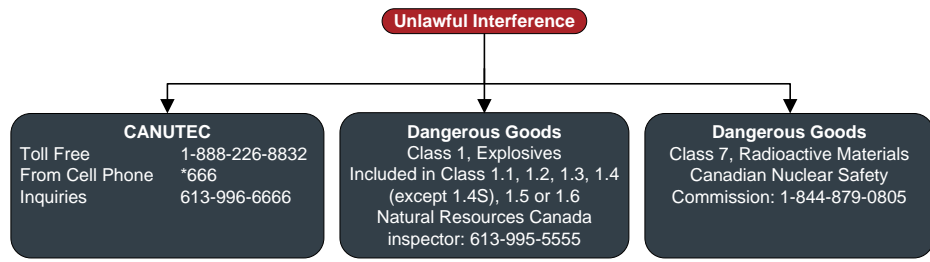 Unlawful Interference
CANUTEC
Toll Free 1-888-226-8832
From Cell Phone *666
Inquiries 613-996-6666
Dangerous Goods
Class 1, Explosives
Included in Class 1.1, 1.2, 1.3, 1.4
(except 1.4S), 1.5 or 1.6
Natural Resources Canada
inspector: 613-995-5555
Dangerous Goods
Class 7, Radioactive Materials
Canadian Nuclear Safety
Commission: 1-844-879-0805